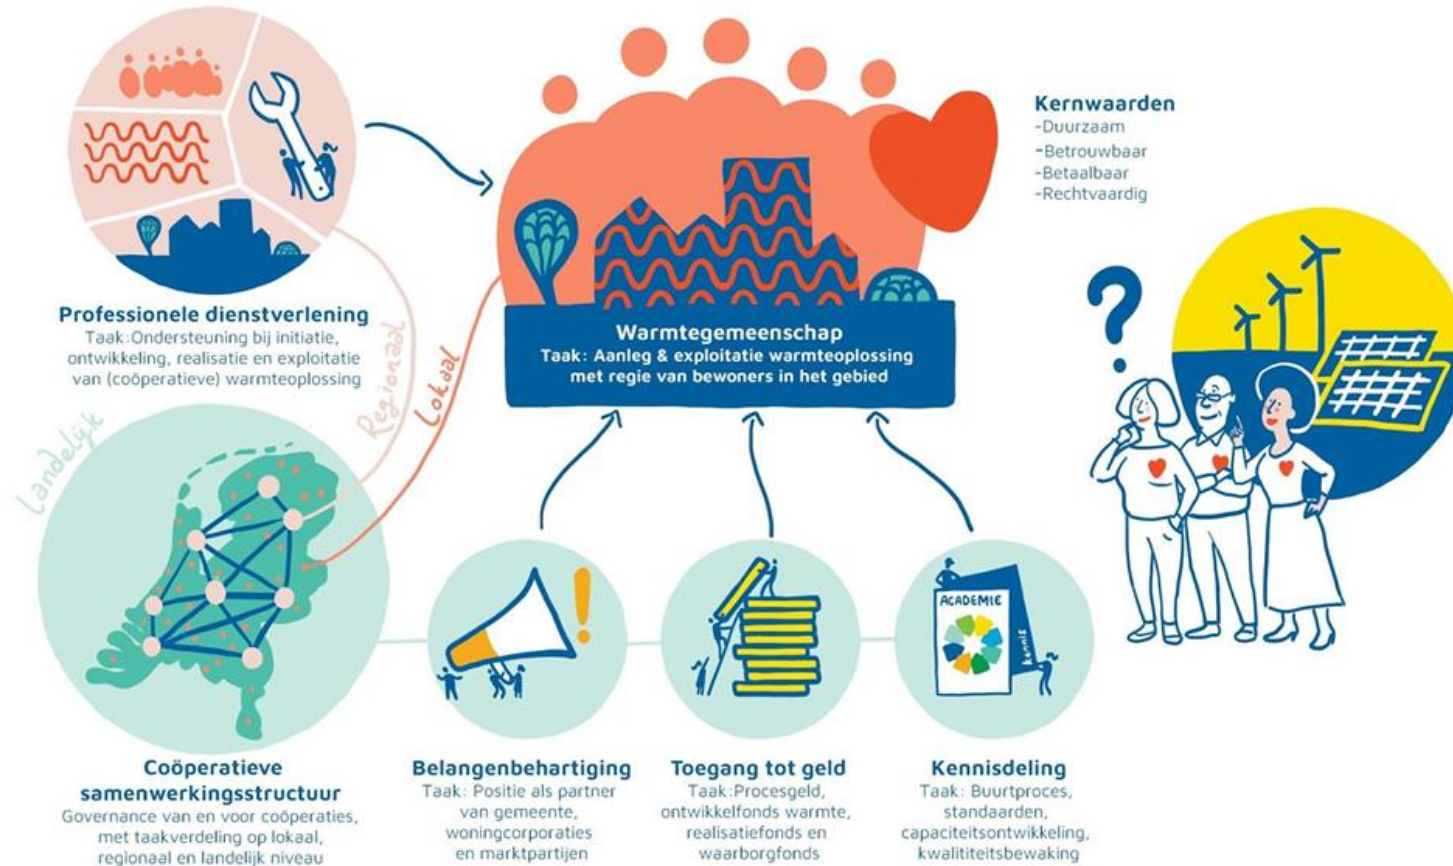 Kernwaarden
-Duurzaam
-Betrouwbaar
-Betaalbaar
-Rechtvaardig
?
Professionele dienstverlening
Taak:Ondersteuning bij initiatie,
ontwikkeling, realisatie en exploitatie
van (coöperatieve) warmteoplossing
Warmtegemeenschap
Taak: Aanleg & exploitatie warmteoplossing
met regie van bewoners in het gebied
Regionaal
Lokaal
Landelijk
!
ACADEMIE
kennis
Coöperatieve
samenwerkingsstructuur
Governance van en voor coöperaties,
met taakverdeling op lokaal,
regionaal en landelijk niveau
Belangenbehartiging
Taak: Positie als partner
van gemeente,
woningcorporaties
en marktpartijen
Toegang tot geld
Taak:Procesgeld,
ontwikkelfonds warmte,
realisatiefonds en
waarborgfonds
Kennisdeling
Taak: Buurtproces,
standaarden,
capaciteitsontwikkeling,
kwalititeitsbewaking